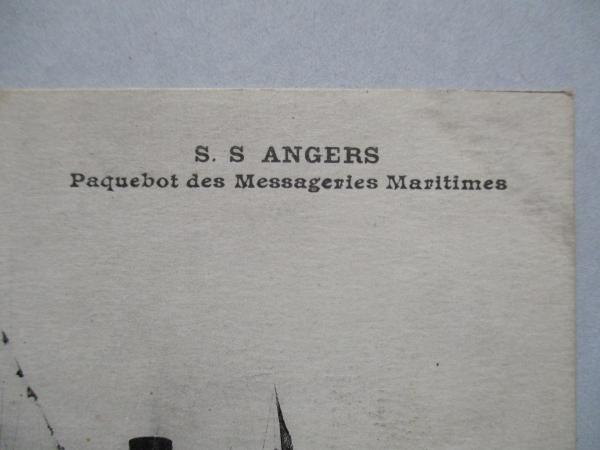 S. S ANGERS
Paquebot des Messageries Maritimes